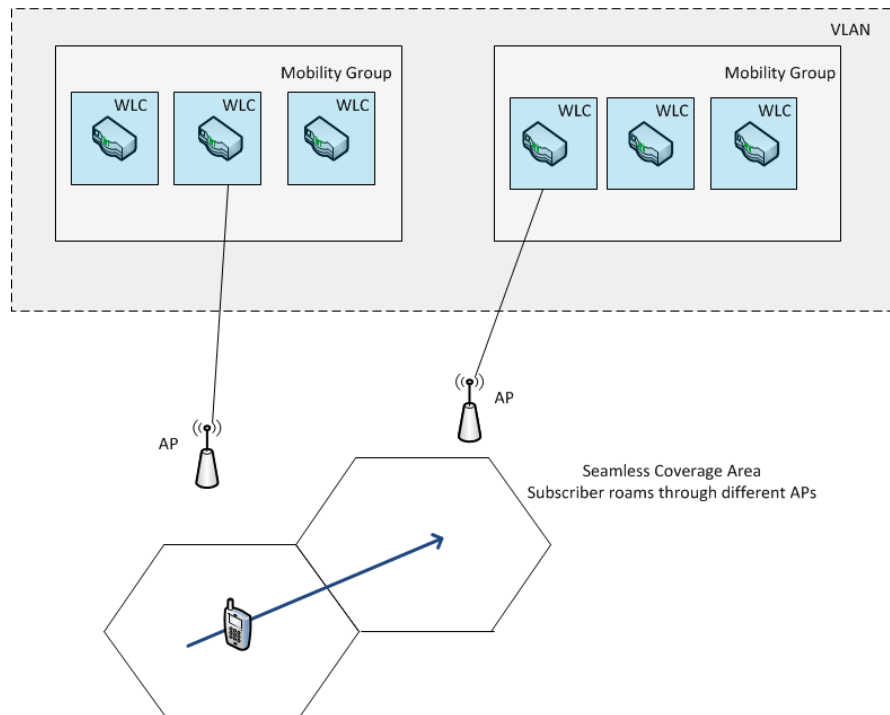 VLAN
Mobility Group
WLC
WLC
WLC
Mobility Group
WLC
WLC
WLC
AP
AP
Seamless Coverage Area
Subscriber roams through different APs